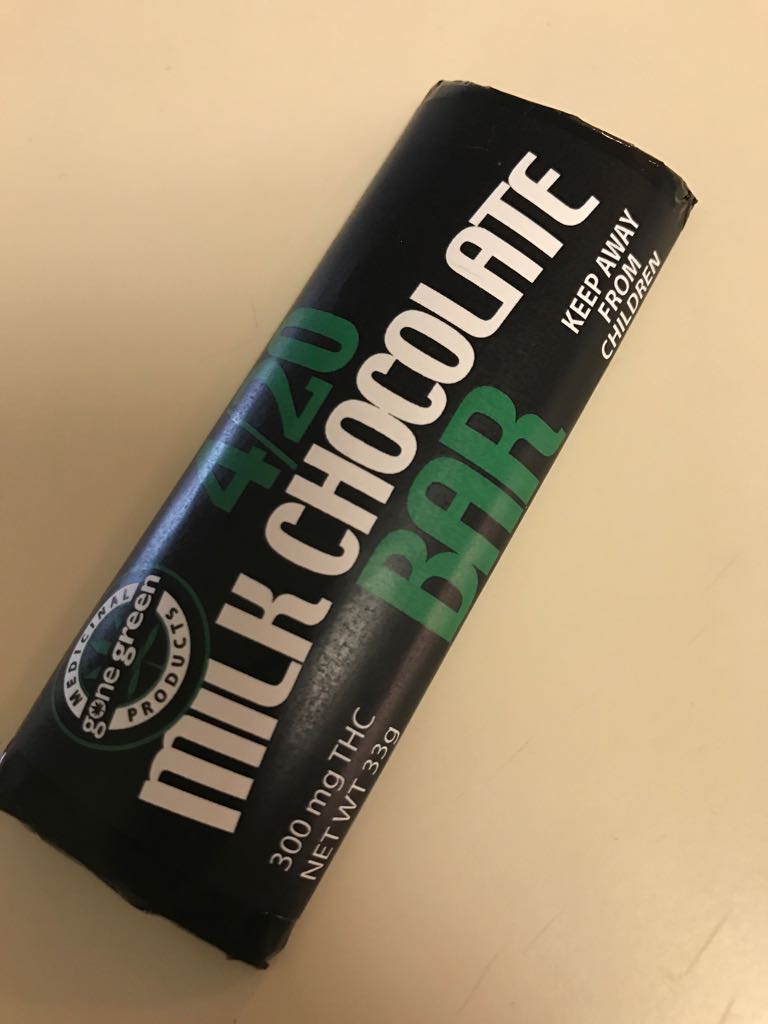 4/20
MILK CHOCOLATE
BAR
KEEP AWAY
FROM
CHILDREN
MEDICINAL
gone green
PRODUCTS
300 mg THC
NET WT 33g